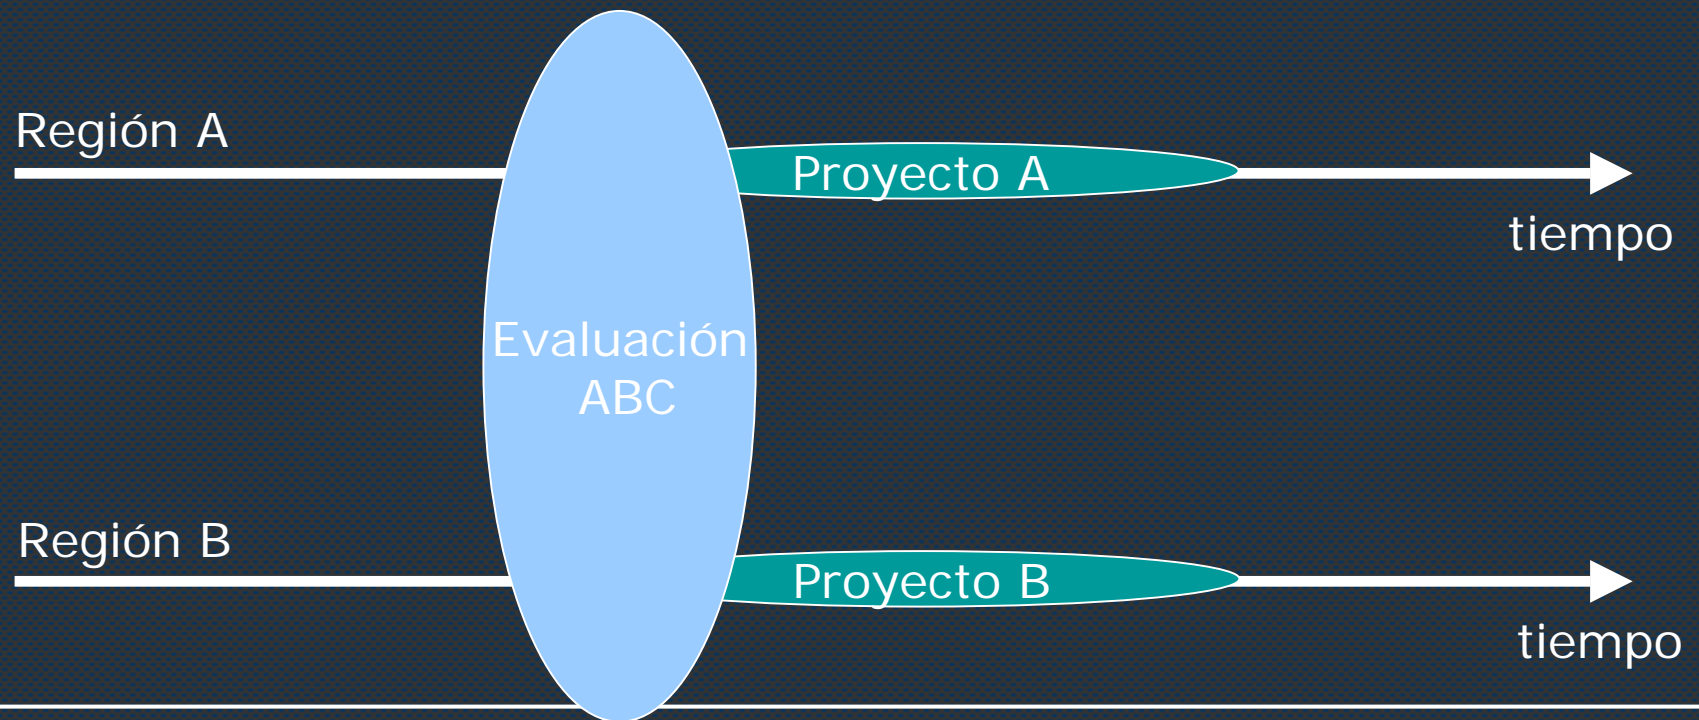 Región A
Proyecto A
tiempo
Evaluación
ABC
Región B
Proyecto B
tiempo